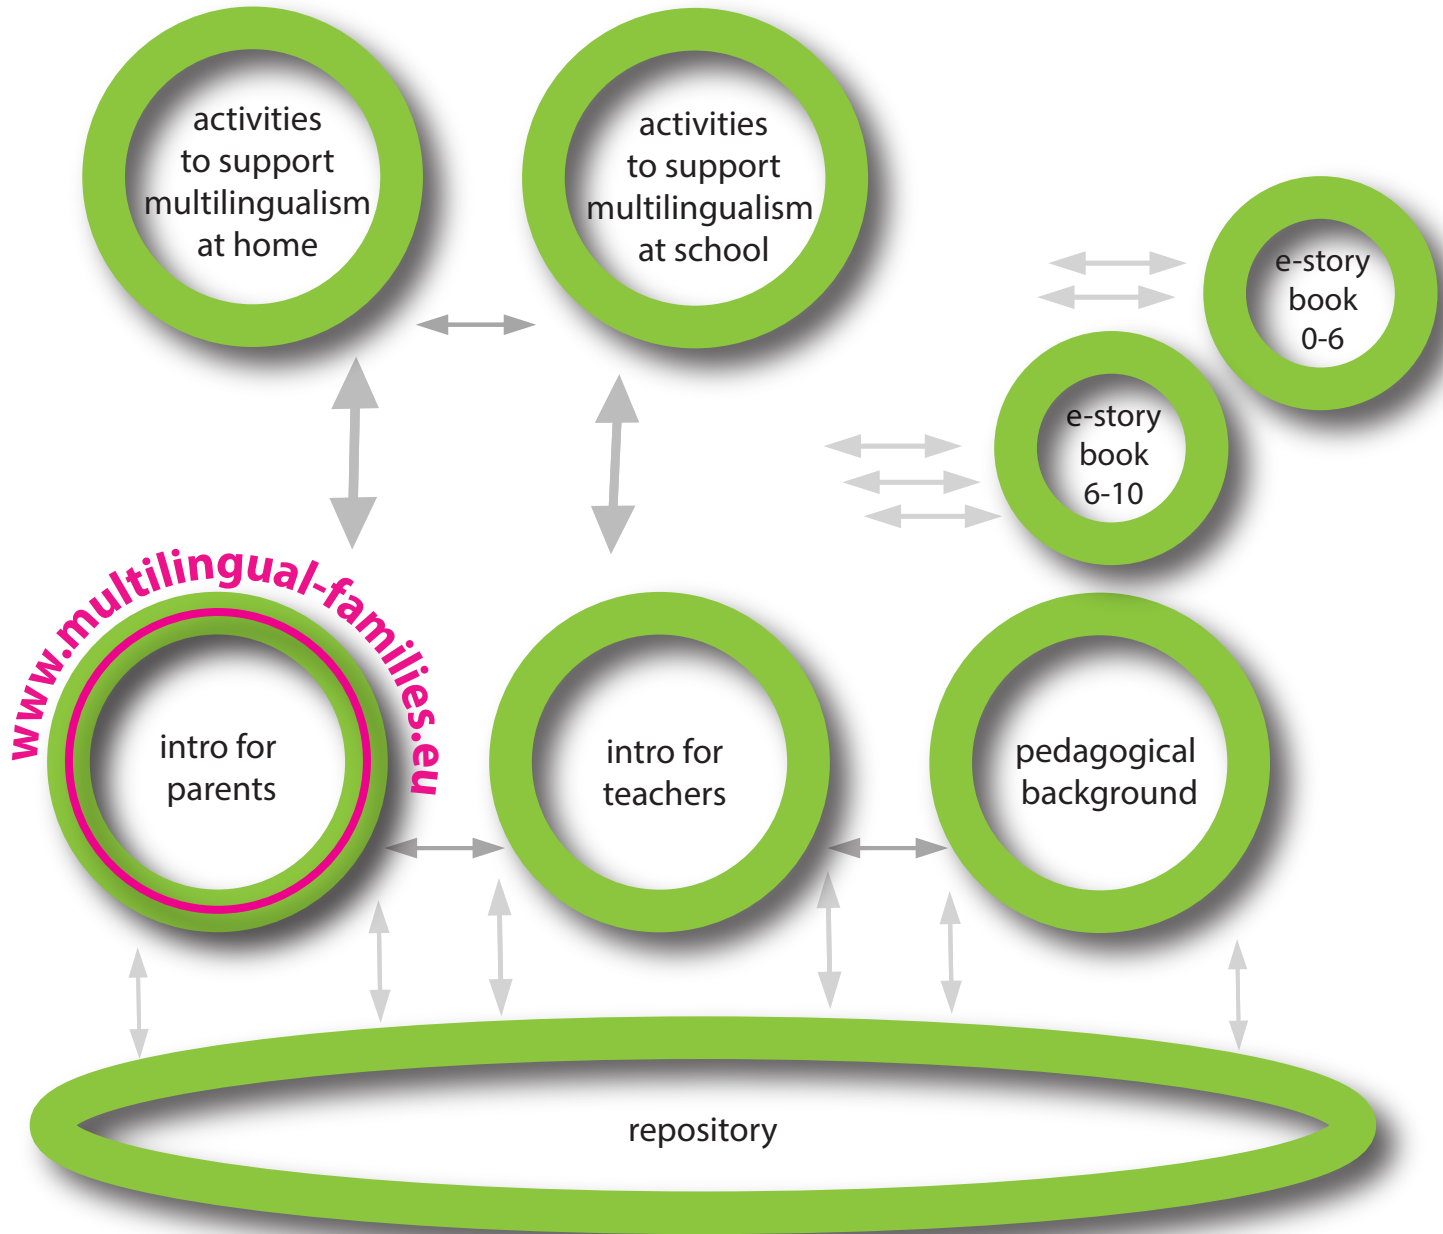 activities
to support
multilingualism
at home
activities
to support
multilingualism
at school
e-story
book
0-6
e-story
book
6-10
www.multilingual-families.eu
intro for
parents
intro for
teachers
pedagogical
background
repository